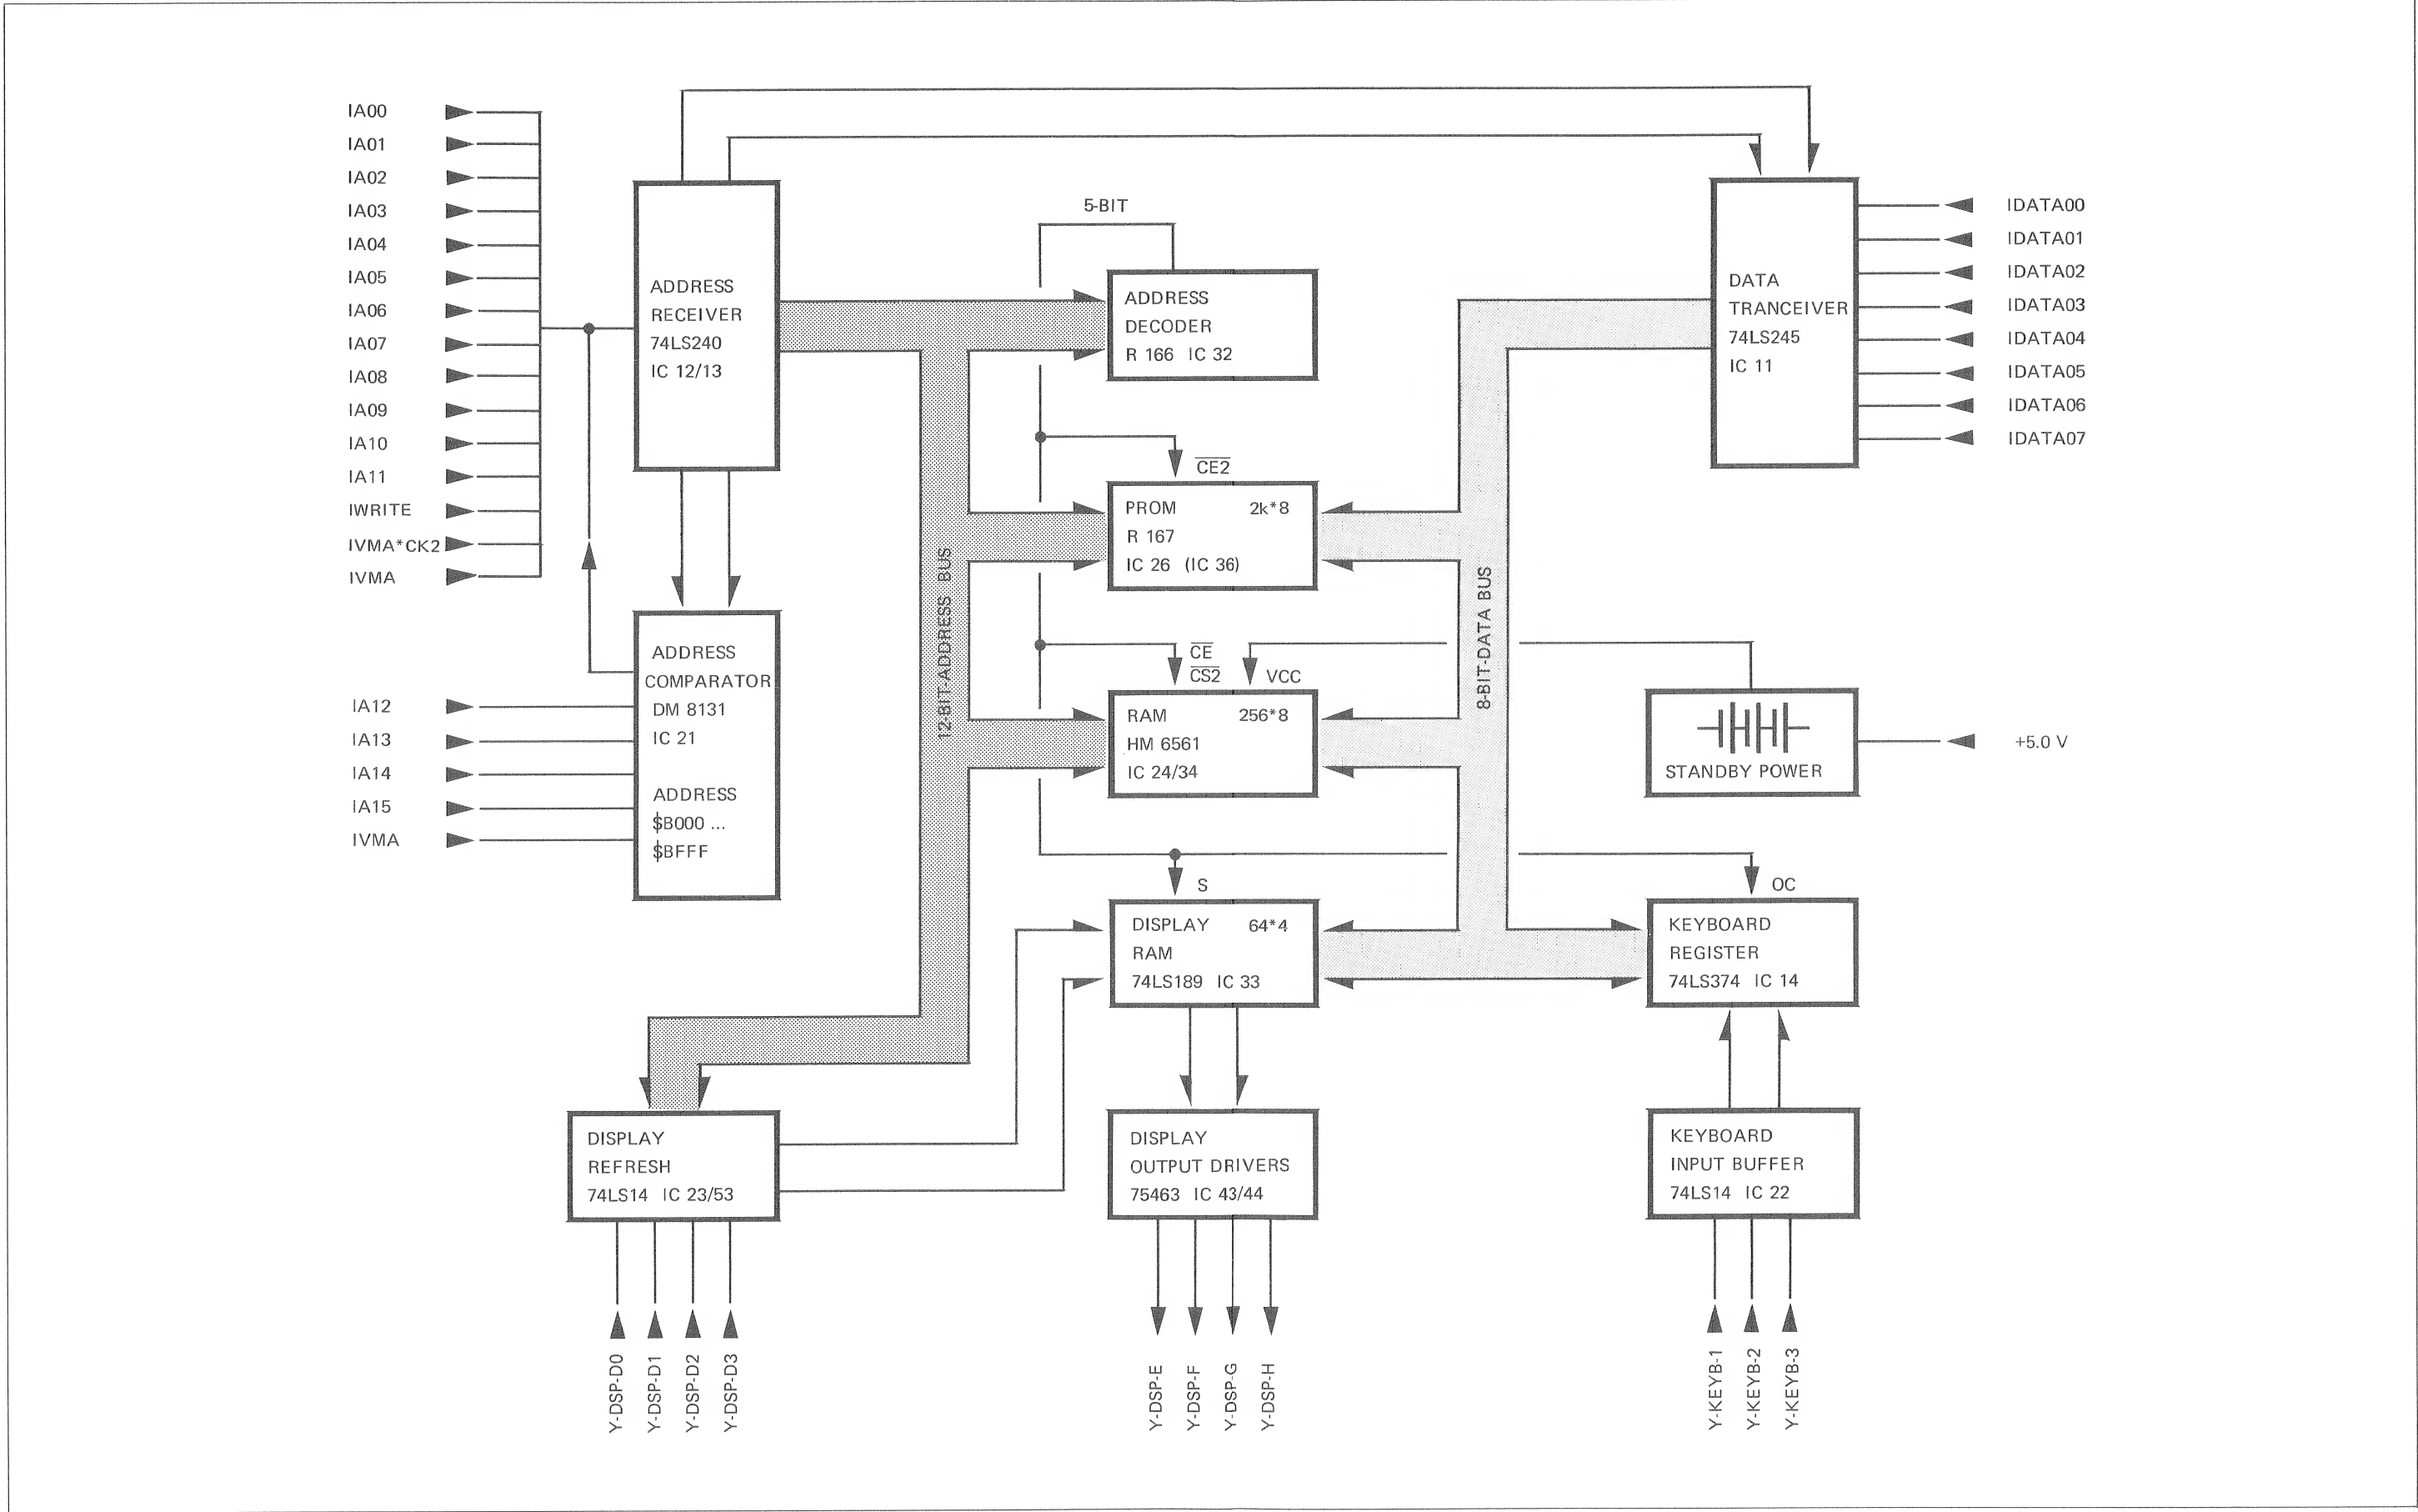 IA00
IA01
IA02
IA03
IA04
IA05
IA06
IA07
IA08
IA09
IA10
IA11
IWRITE
IVMA*CK2
IVMA
IA12
IA13
IA14
IA15
IVMA
ADDRESS
RECEIVER
74LS240
IC 12/13
ADDRESS
COMPARATOR
DM 8131
IC 21
ADDRESS
$B000 ...
$BFFF
12-BIT-ADDRESS BUS
5-BIT
ADDRESS
DECODER
R 166 IC 32
CE2
PROM 2k*8
R 167
IC 26 (IC 36)
CE
CS2 VCC
RAM 256*8
HM 6561
IC 24/34
S
DISPLAY 64*4
RAM
74LS189 IC 33
8-BIT-DATA BUS
DATA
TRANCEIVER
74LS245
IC 11
IDATA00
IDATA01
IDATA02
IDATA03
IDATA04
IDATA05
IDATA06
IDATA07
STANDBY POWER
+5.0 V
OC
KEYBOARD
REGISTER
74LS374 IC 14
DISPLAY
REFRESH
74LS14 IC 23/53
DISPLAY
OUTPUT DRIVERS
75463 IC 43/44
KEYBOARD
INPUT BUFFER
74LS14 IC 22
Y-DSP-D0
Y-DSP-D1
Y-DSP-D2
Y-DSP-D3
Y-DSP-E
Y-DSP-F
Y-DSP-G
Y-DSP-H
Y-KEYB-1
Y-KEYB-2
Y-KEYB-3